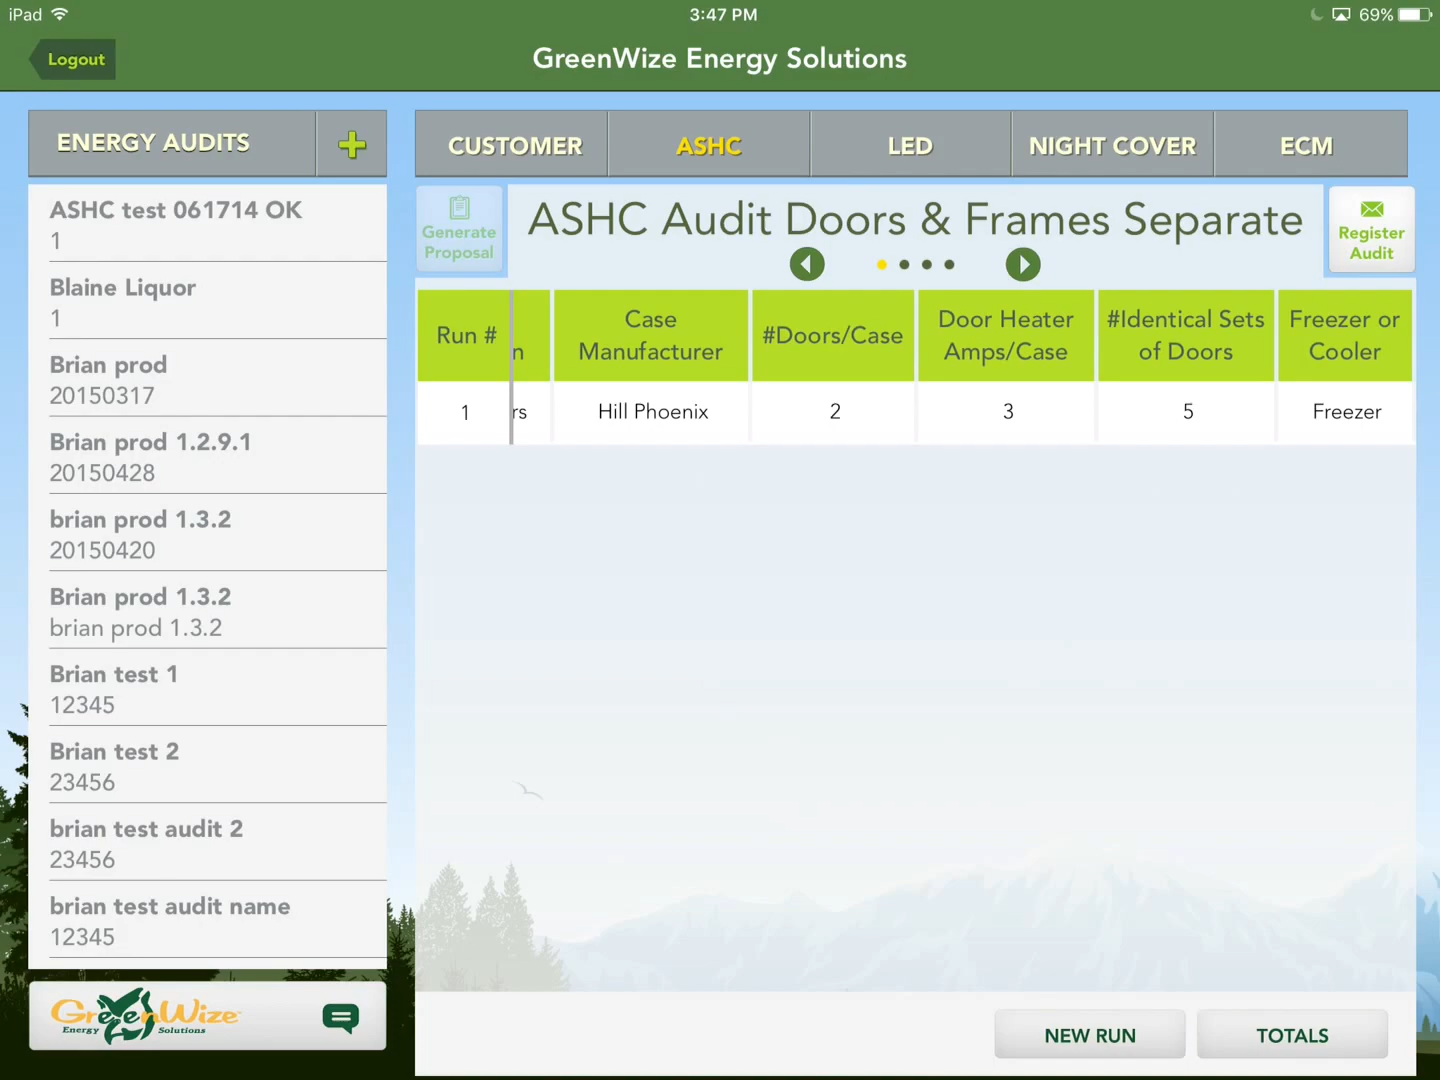 iPad
3:47 PM
69%
Logout
GreenWize Energy Solutions
ENERGY AUDITS
CUSTOMER
ASHC
LED
NIGHT COVER
ECM
ASHC test 061714 OK
1
Blaine Liquor
1
Brian prod
20150317
Brian prod 1.2.9.1
20150428
brian prod 1.3.2
20150420
Brian prod 1.3.2
brian prod 1.3.2
Brian test 1
12345
Brian test 2
23456
brian test audit 2
23456
brian test audit name
12345
GreenWize
Energy Solutions
Generate
Proposal
ASHC Audit Doors & Frames Separate
Register
Audit
Run #
n
Case
Manufacturer
#Doors/Case
Door Heater
Amps/Case
#Identical Sets
of Doors
Freezer or
Cooler
1
rs
Hill Phoenix
2
3
5
Freezer
NEW RUN
TOTALS